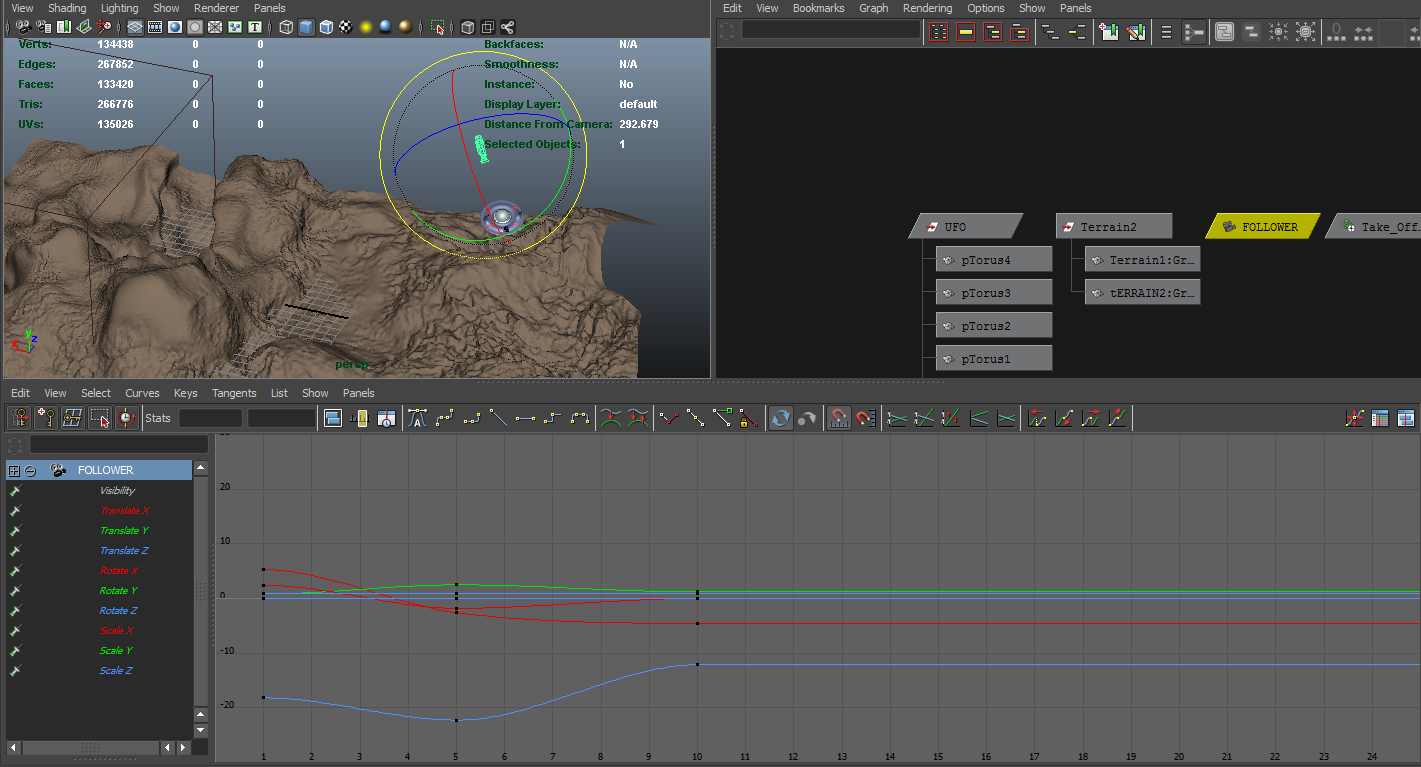 View Shading Lighting Show Renderer Panels
Verts: 134438 0 0
Edges: 267852 0 0
Faces: 133420 0 0
Tris: 266776 0 0
UVs: 135026 0 0
Backfaces: N/A
Smoothness: N/A
Instance: No
Display Layer: default
Distance From Camera: 292.679
Selected Objects: 1
persp
y
z
x
Edit View Bookmarks Graph Rendering Options Show Panels
T
0
UFO
pTorus4
pTorus3
pTorus2
pTorus1
Terrain2
Terrain1:Gr...
tERRAIN2:Gr...
FOLLOWER
Take_Off
Edit View Select Curves Keys Tangents List Show Panels
Stats
FOLLOWER
Visibility
Translate X
Translate Y
Translate Z
Rotate X
Rotate Y
Rotate Z
Scale X
Scale Y
Scale Z
20
10
0
-10
-20
1 2 3 4 5 6 7 8 9 10 11 12 13 14 15 16 17 18 19 20 21 22 23 24